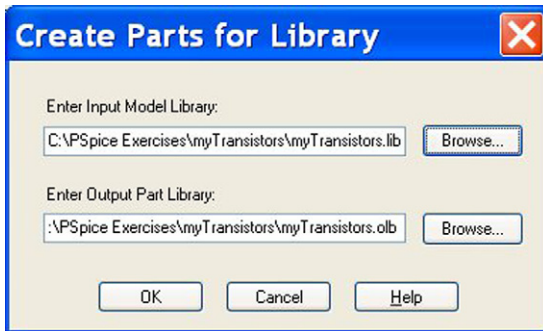 Create Parts for Library
Enter Input Model Library:
C:\PSpice Exercises\myTransistors\myTransistors.lib
Browse...
Enter Output Part Library:
:\PSpice Exercises\myTransistors\myTransistors.olb
Browse...
OK
Cancel
Help